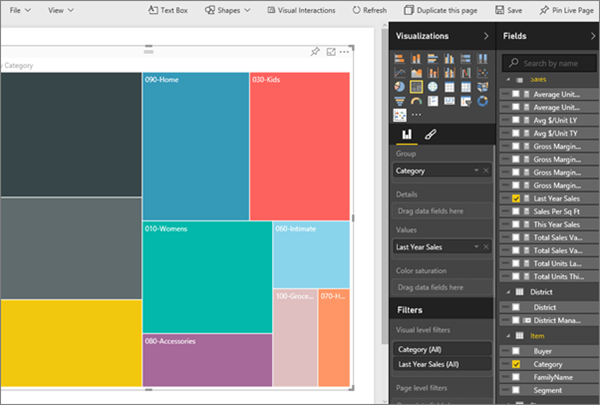 File View Text Box Shapes Visual Interactions Refresh Duplicate this page Save Pin Live Page
Visualizations
Fields
Category
Search by name
Sales
Average Unit...
Average Unit...
Avg $/Unit LY
Avg $/Unit TY
Gross Margin...
Gross Margin...
Gross Margin...
Gross Margin...
Last Year Sales
Sales Per Sq Ft
This Year Sales
Total Sales Va...
Total Sales Va...
Total Units La...
Total Units Thi...
District
District
District Mana...
Item
Buyer
Category
FamilyName
Segment
090-Home
030-Kids
010-Womens
060-Intimate
100-Groce...
070-H...
080-Accessories
Group
Category
Details
Drag data fields here
Values
Last Year Sales
Color saturation
Drag data fields here
Filters
Visual level filters
Category (All)
Last Year Sales (All)
Page level filters